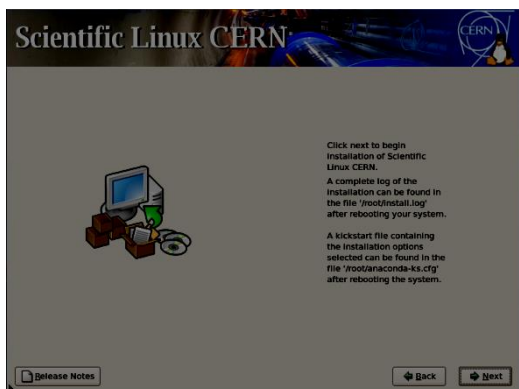 Scientific Linux CERN
CERN
Click next to begin
installation of Scientific
Linux CERN.
A complete log of the
installation can be found in
the file '/root/install.log'
after rebooting your system.
A kickstart file containing
the installation options
selected can be found in the
file '/root/anaconda-ks.cfg'
after rebooting the system.
Release Notes
Back
Next